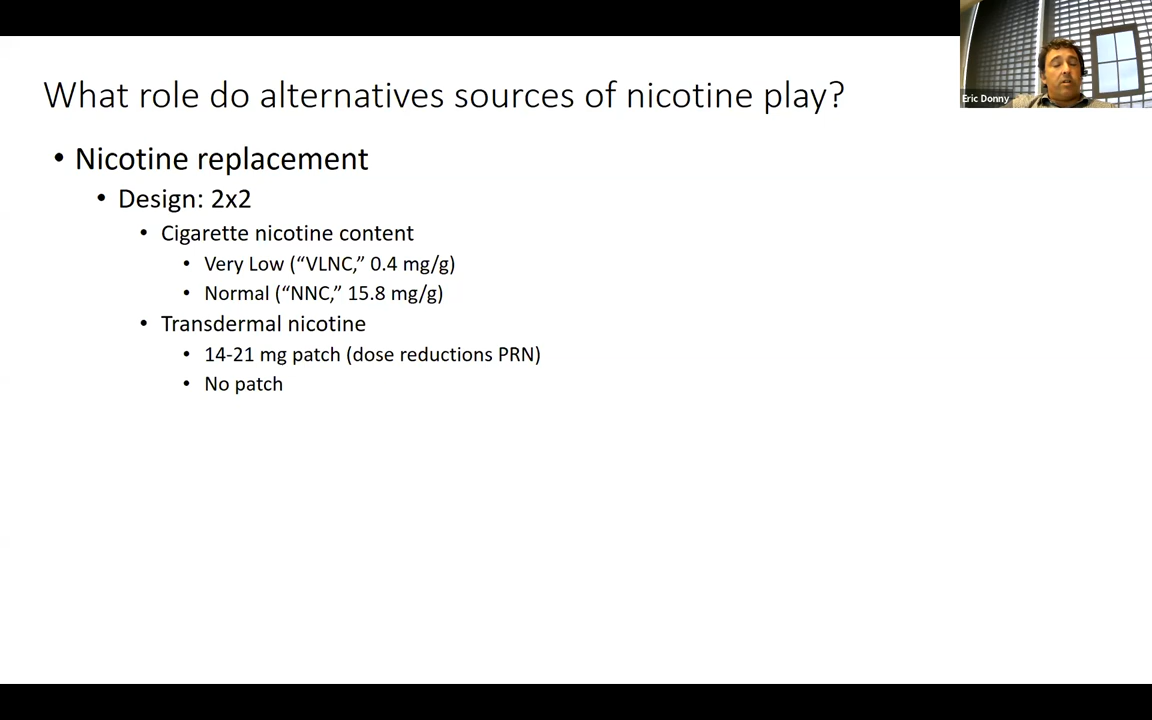 What role do alternatives sources of nicotine play?
Eric Donny
• Nicotine replacement
• Design: 2x2
• Cigarette nicotine content
• Very Low (“VLNC,” 0.4 mg/g)
• Normal (“NNC,” 15.8 mg/g)
• Transdermal nicotine
• 14-21 mg patch (dose reductions PRN)
• No patch